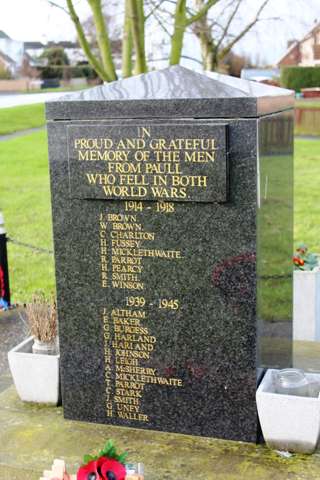 IN
PROUD AND GRATEFUL
MEMORY OF THE MEN
FROM PAULL
WHO FELL IN BOTH
WORLD WARS.
1914 - 1918
J. BROWN.
W. BROWN.
C. CHARLTON
H. FUSSEY
H. MICKLETHWAITE
R. PARROT
H. PEARCY
R. SMITH.
E. WINSON.
1939 - 1945.
J. ALTHAM
E. BAKER
G. BURGESS
G. HARLAND
J. HARLAND
H. JOHNSON
H. LEIGH
A. McSHERRY
C. MICKLETHWAITE
T. PARROT
C. STARK
J. SMITH.
G. UNEY
H. WALLER